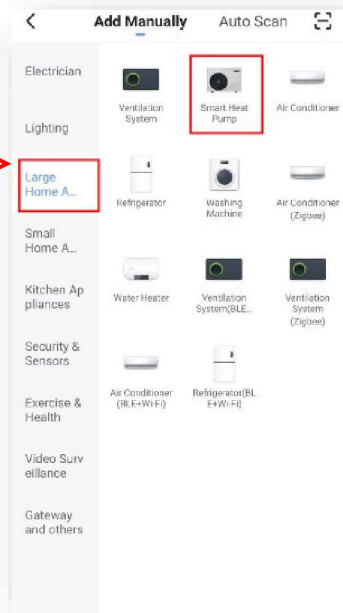 Add Manually Auto Scan
Electrician
Lighting
Large
Home A...
Small
Home A...
Kitchen Ap
pliances
Security &
Sensors
Exercise &
Health
Video Surv
eillance
Gateway
and others
Ventilation
System
Smart Heat
Pump
Air Conditioner
Refrigerator
Washing
Machine
Air Conditioner
(Zigbee)
Water Heater
Ventilation
System(BLE...
Ventilation
System
(Zigbee)
Air Conditioner
(BLE+Wi-Fi)
Refrigerator(BL
E+Wi-Fi)